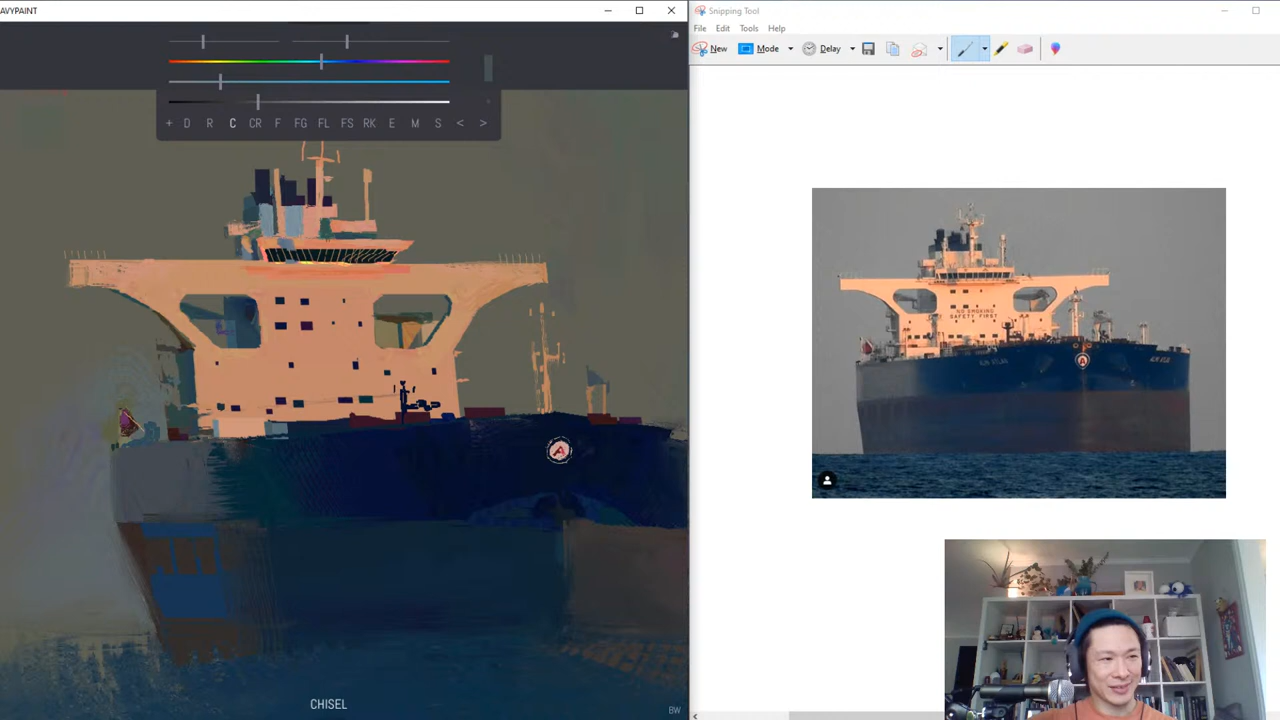 AVYPAINT
D R C CR F FG FL FS RK E M S < >
CHISEL
BW
A
Snipping Tool
File Edit Tools Help
New Mode Delay
NO SMOKING
SAFETY FIRST
A